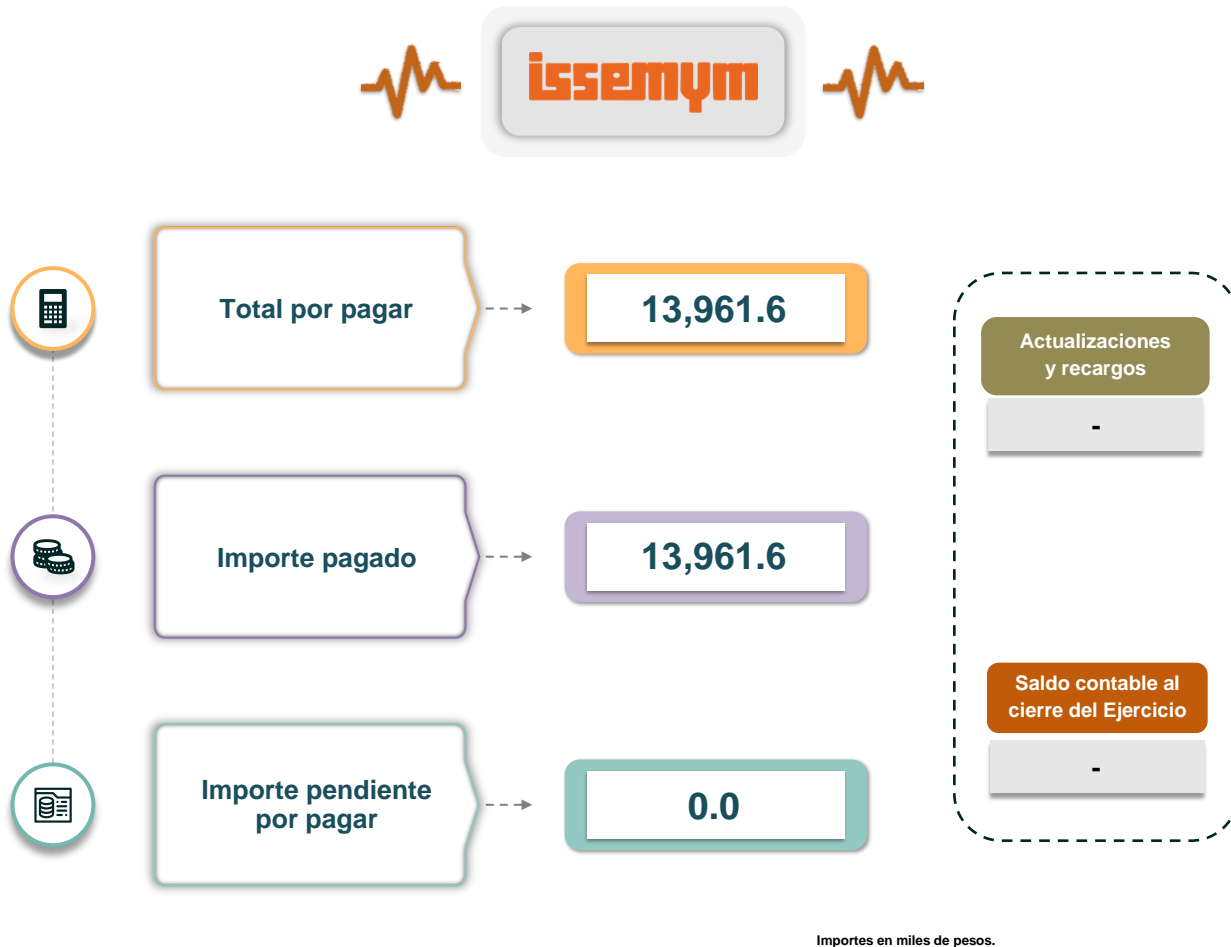 issemym
Total por pagar
13,961.6
Actualizaciones
y recargos
-
Importe pagado
13,961.6
Saldo contable al
cierre del Ejercicio
-
Importe pendiente
por pagar
0.0
Importes en miles de pesos.